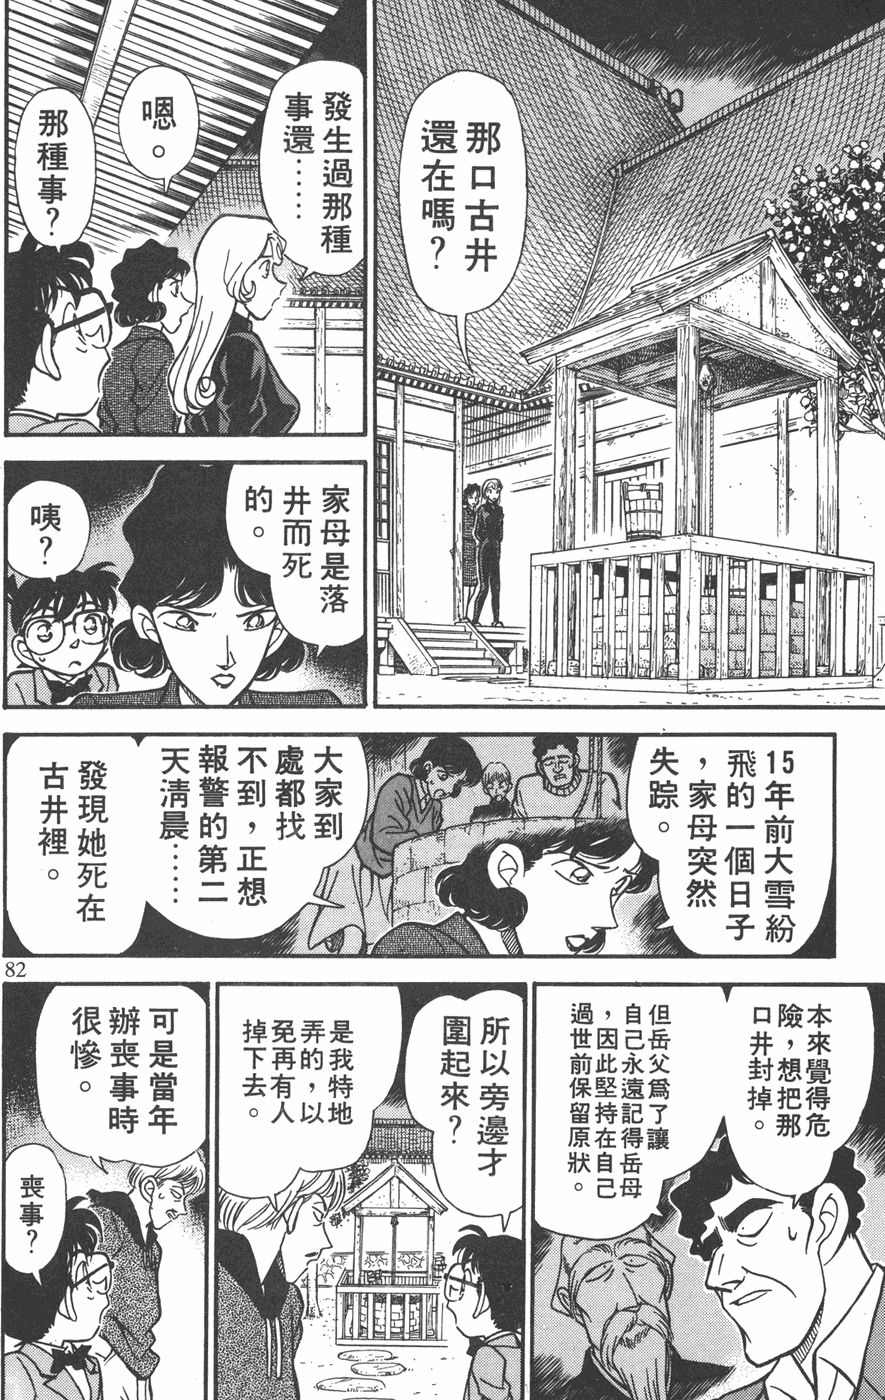 那口古井
還在嗎?
發生過那種
事還……
嗯。
那種事?
家母是落
井而死
的。
咦?
15年前大雪紛
飛的一個日子
,家母突然
失踪。
大家到
處都找
不到,正想
報警的第二
天清晨……
發現她死在
古井裡。
82
本來覺得危
險,想把那
口井封掉。
但岳父為了讓
自己永遠記得岳母
,因此堅持在自己
過世前保留原狀。
所以旁邊才
圍起來?
是我特地
弄的,以
免再有人
掉下去。
可是當年
辦喪事時
很慘。
喪事?